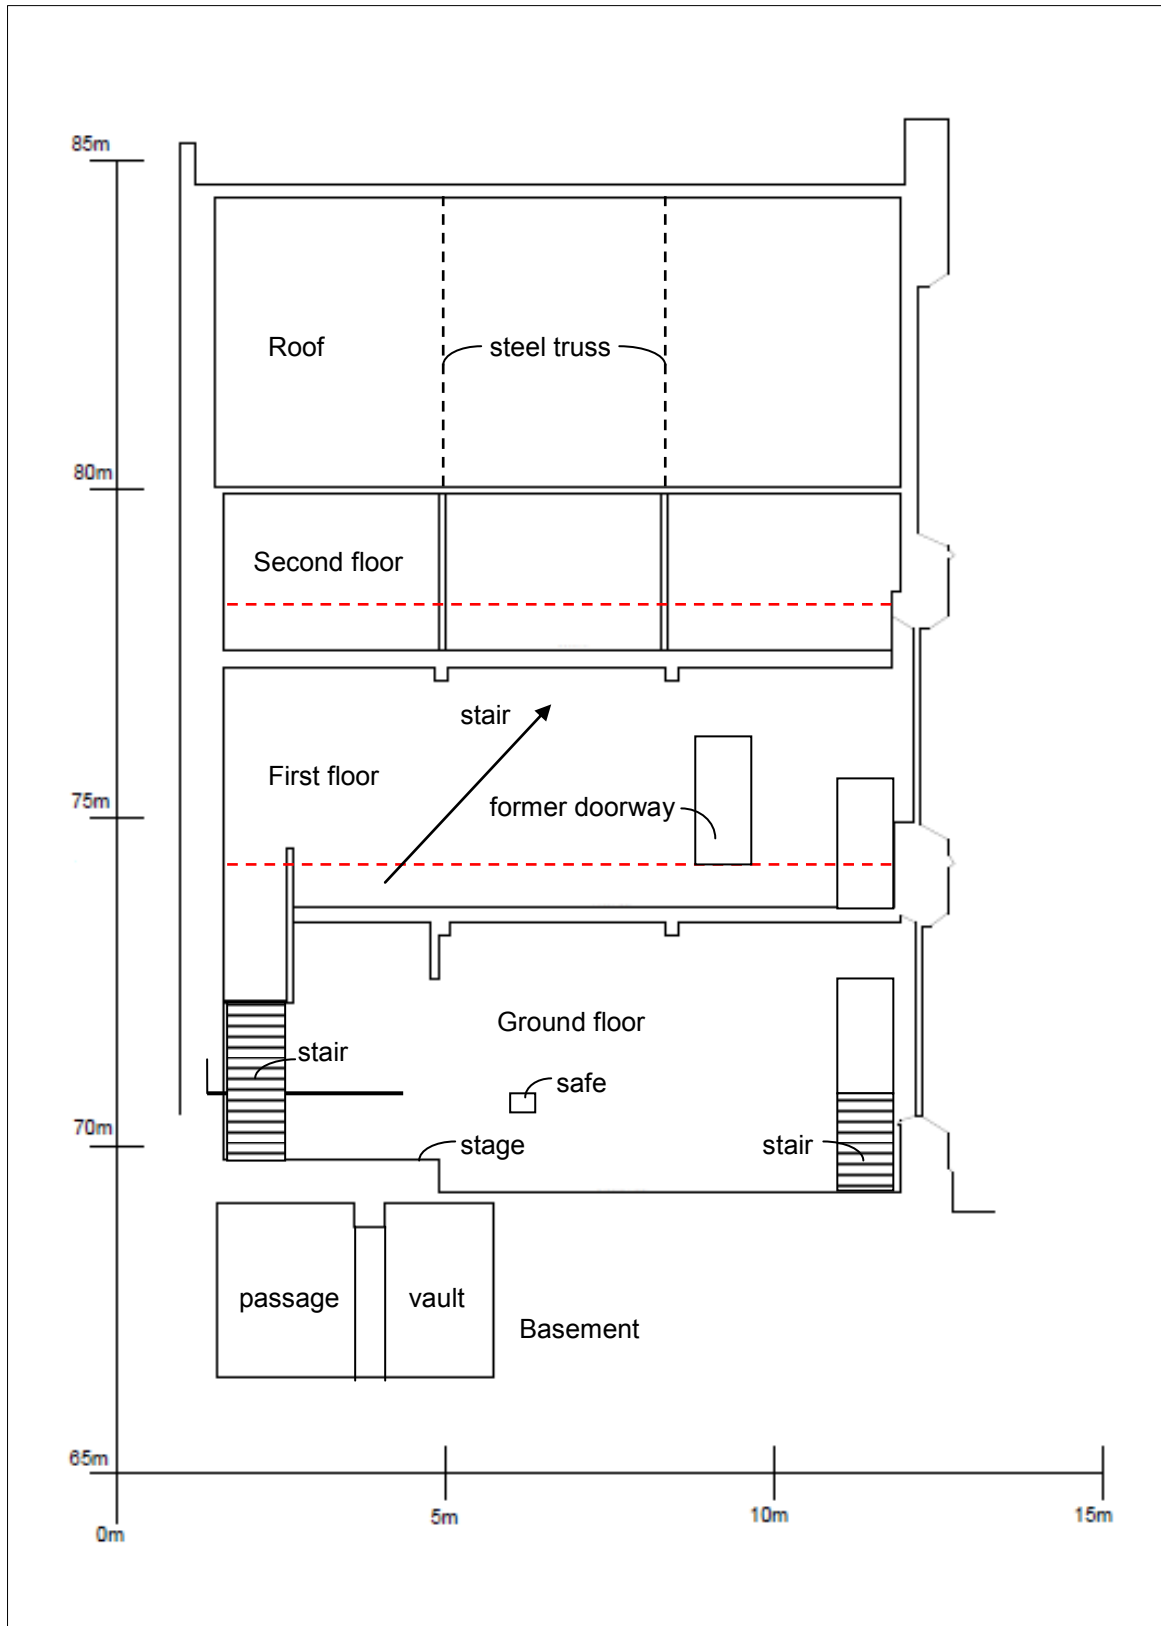 85m
Roof
steel truss
80m
Second floor
stair
First floor
75m
former doorway
Ground floor
stair
safe
70m
stage
stair
passage
vault
Basement
65m
0m
5m
10m
15m